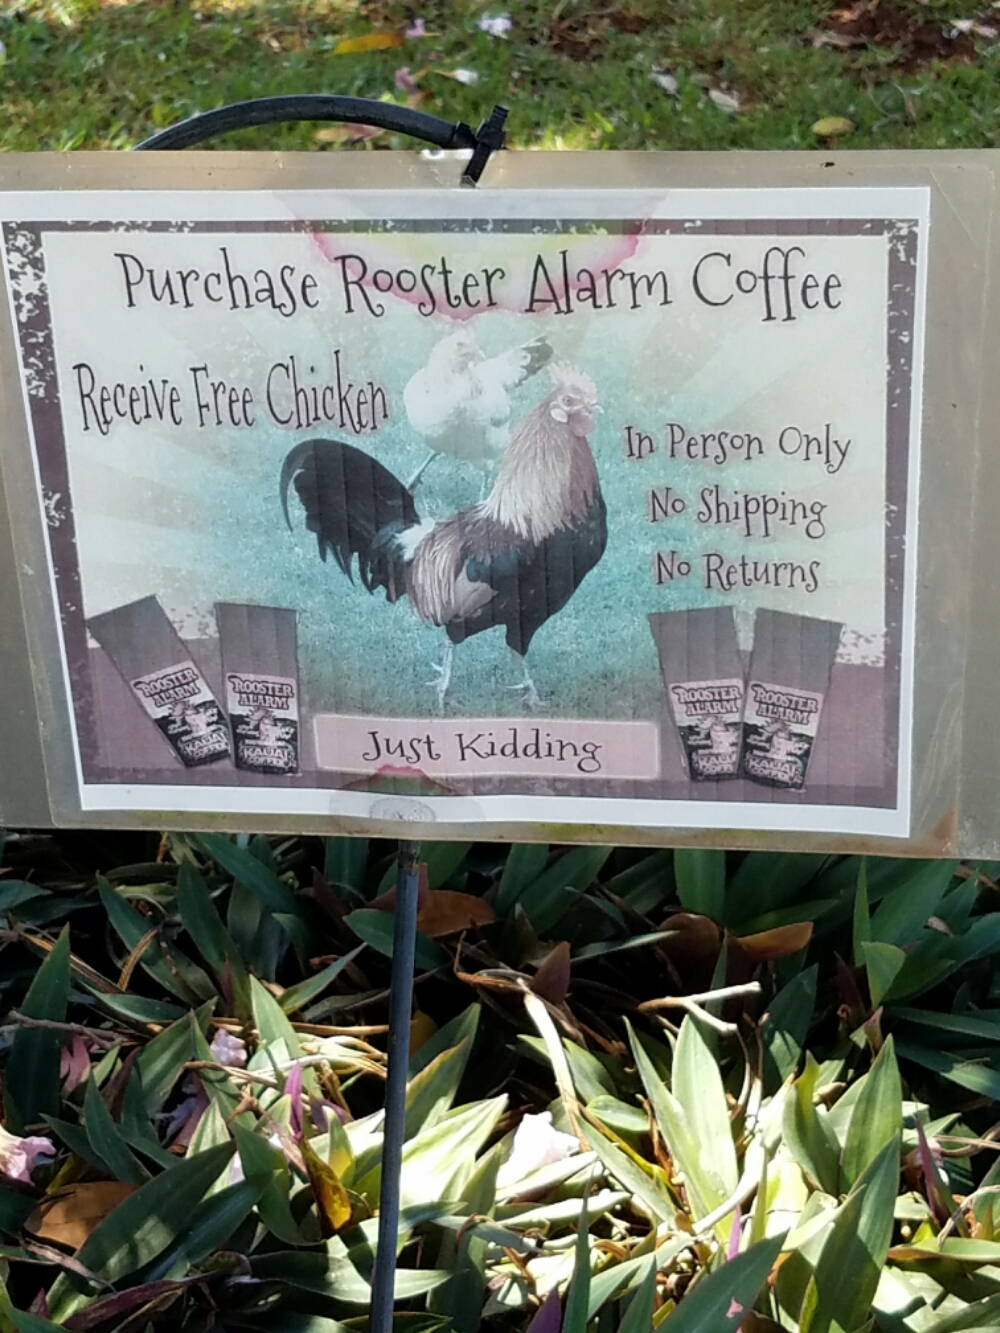 Purchase Rooster Alarm Coffee
Receive Free Chicken
In Person Only
No Shipping
No Returns
ROOSTER
ALARM
KAUAI
COFFEE
ROOSTER
ALARM
KAUAI
COFFEE
ROOSTER
ALARM
KAUAI
COFFEE
ROOSTER
ALARM
KAUAI
COFFEE
Just Kidding